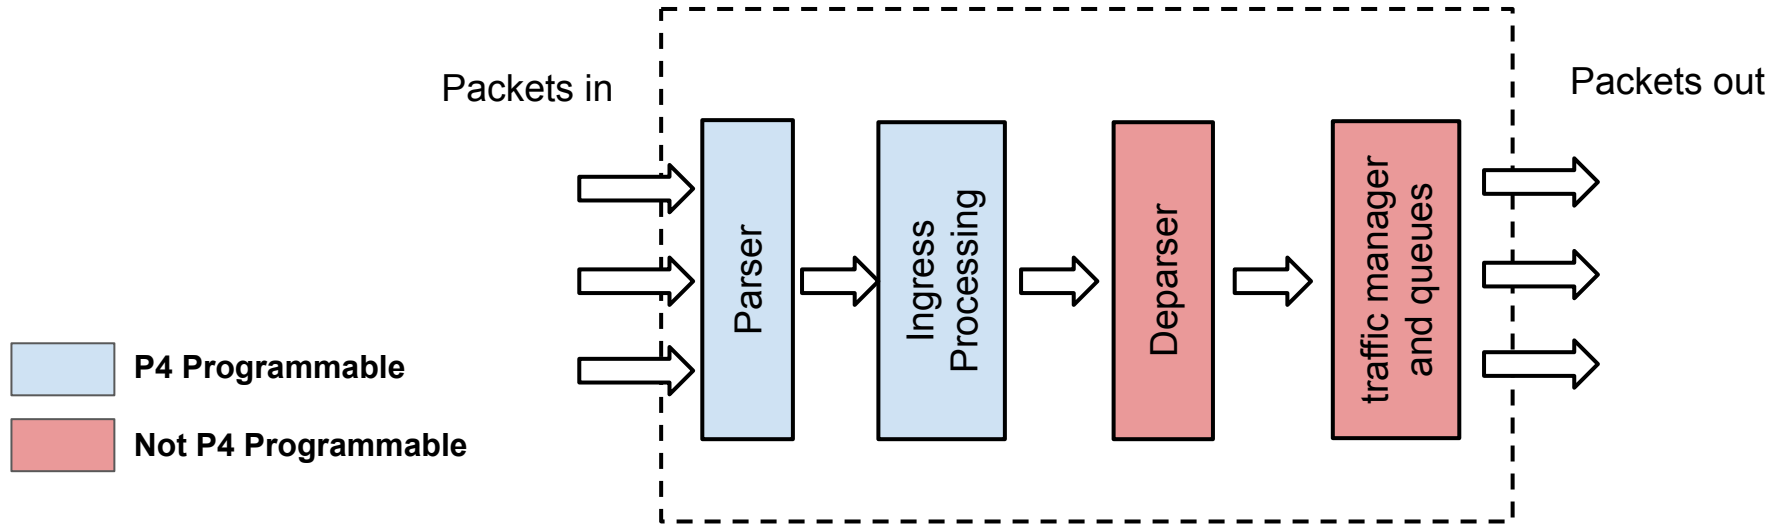 Packets in
Packets out
Parser
Ingress
Processing
Deparser
traffic manager
and queues
P4 Programmable
Not P4 Programmable